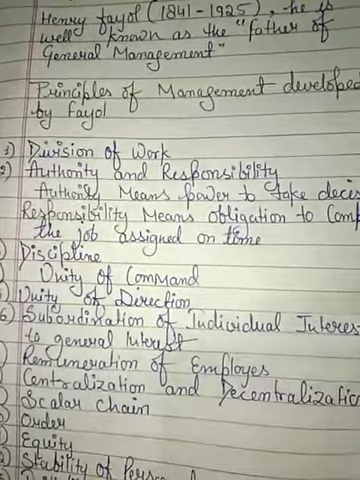 Henry fayol (1841 - 1925), he is
well known as the "father of
General Management"
Principles of Management developed
by Fayol
1) Division of Work
2) Authority and Responsibility
Authority Means power to take decis
Responsibility Means obligation to Comp
the job assigned on time
Discipline
Unity of Command
5) Unity of Direction
6) Subordination of Individual Interes
to general Interest
Remuneration of Employes
Centralization and Decentralizatio
Scalar chain
Order
Equity
Stability of